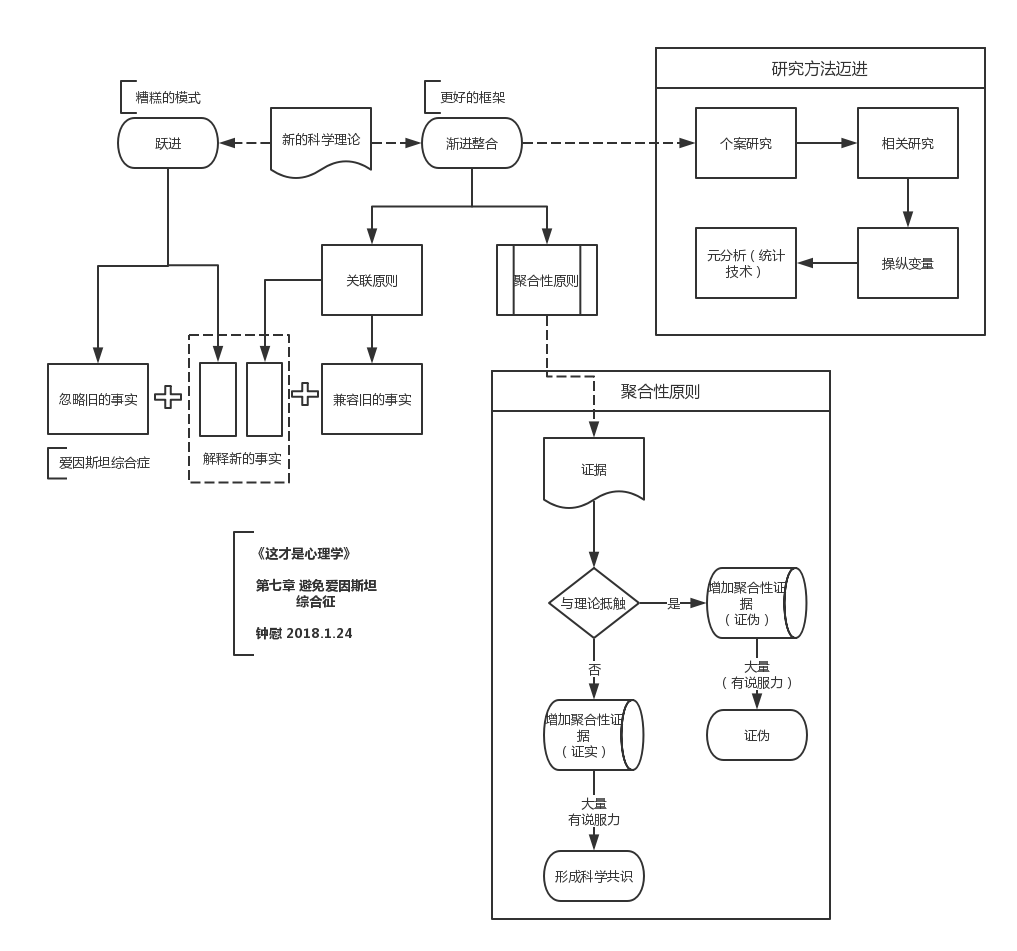 研究方法迈进
糟糕的模式
更好的框架
跃进
新的科学理论
渐进整合
个案研究
相关研究
关联原则
聚合性原则
元分析（统计
技术）
操纵变量
忽略旧的事实
兼容旧的事实
爱因斯坦综合症
解释新的事实
聚合性原则
证据
《这才是心理学》
第七章 避免爱因斯坦
综合征
钟慰 2018.1.24
与理论抵触
是
增加聚合性证
据
（证伪）
否
大量
（有说服力）
增加聚合性证
据
（证实）
证伪
大量
有说服力
形成科学共识